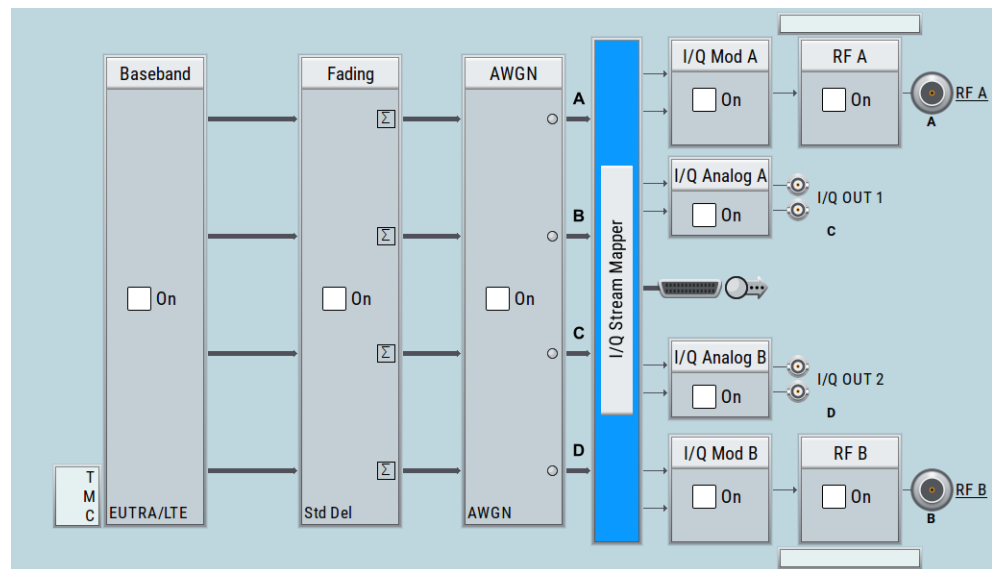 Baseband
Fading
AWGN
I/Q Mod A
RF A
On
On
RF A
A
A
Σ
I/Q Analog A
On
I/Q OUT 1
C
B
Σ
On
On
On
I/Q Stream Mapper
C
Σ
I/Q Analog B
On
I/Q OUT 2
D
D
Σ
I/Q Mod B
RF B
On
On
RF B
B
T
M
C
EUTRA/LTE
Std Del
AWGN